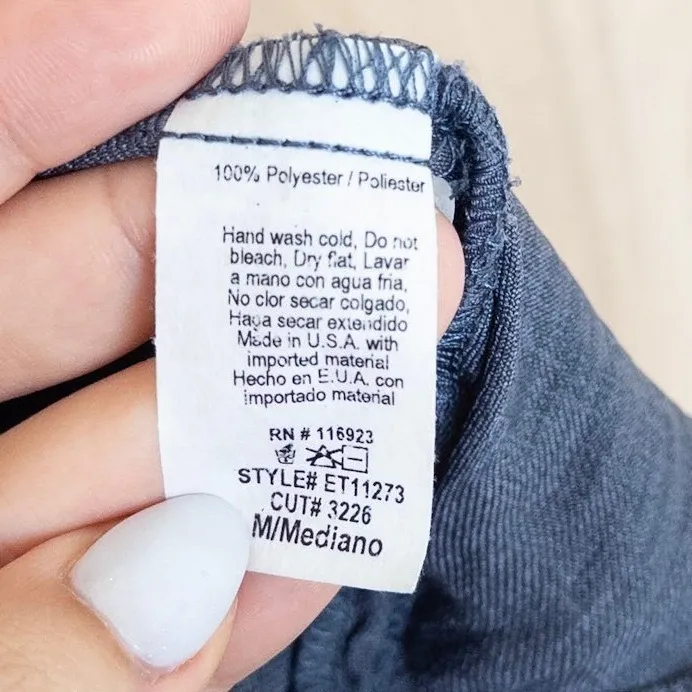 100% Polyester / Poliester
Hand wash cold, Do not
bleach, Dry flat, Lavar
a mano con agua fria,
No clor secar colgado,
Haga secar extendido
Made in U.S.A. with
imported material
Hecho en E.U.A. con
importado material
RN # 116923
STYLE# ET11273
CUT# 3226
M/Mediano